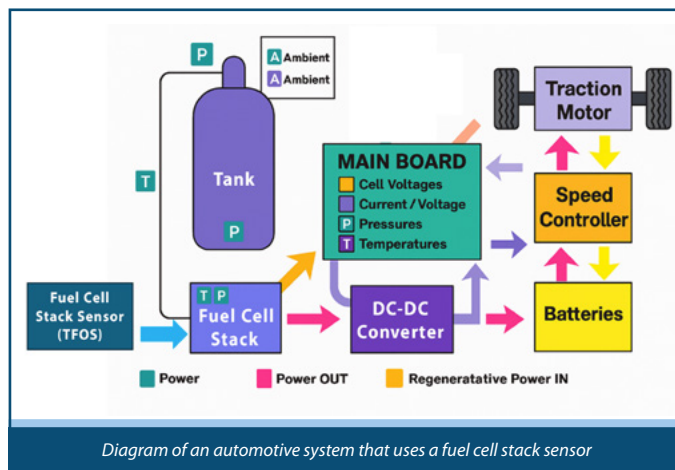 P
A Ambient
A Ambient
T
Tank
P
Traction
Motor
MAIN BOARD
Cell Voltages
Current / Voltage
P Pressures
T Temperatures
Speed
Controller
Fuel Cell
Stack Sensor
(TFOS)
T P
Fuel Cell
Stack
DC-DC
Converter
Batteries
Power
Power OUT
Regeneratative Power IN
Diagram of an automotive system that uses a fuel cell stack sensor